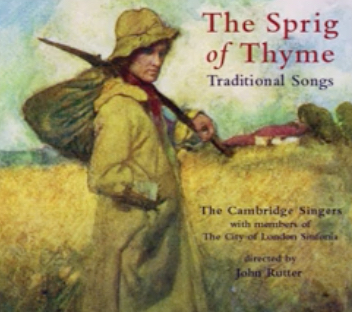 The Sprig
of Thyme
Traditional Songs
The Cambridge Singers
with members of
The City of London Sinfonia
directed by
John Rutter